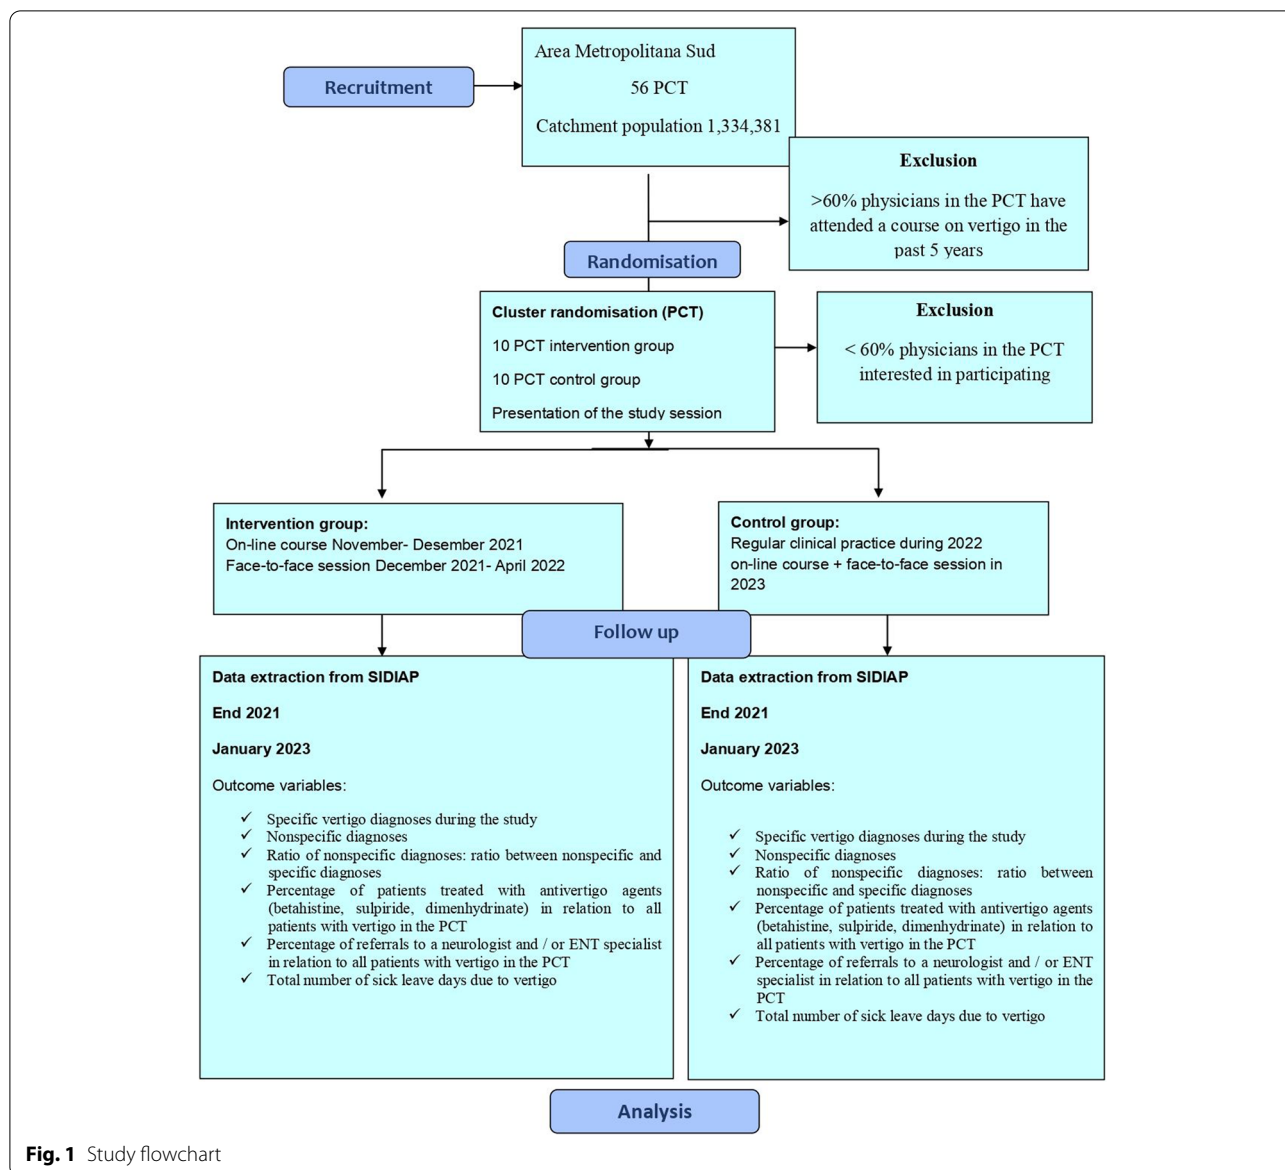 Recruitment
Area Metropolitana Sud
56 PCT
Catchment population 1,334,381
Exclusion
>60% physicians in the PCT have
attended a course on vertigo in the
past 5 years
Randomisation
Cluster randomisation (PCT)
10 PCT intervention group
10 PCT control group
Presentation of the study session
Exclusion
< 60% physicians in the PCT
interested in participating
Intervention group:
On-line course November- Desember 2021
Face-to-face session December 2021- April 2022
Control group:
Regular clinical practice during 2022
on-line course + face-to-face session in
2023
Follow up
Data extraction from SIDIAP
End 2021
January 2023
Outcome variables:
✓ Specific vertigo diagnoses during the study
✓ Nonspecific diagnoses
✓ Ratio of nonspecific diagnoses: ratio between nonspecific and
specific diagnoses
✓ Percentage of patients treated with antivertigo agents
(betahistine, sulpiride, dimenhydrinate) in relation to all
patients with vertigo in the PCT
✓ Percentage of referrals to a neurologist and / or ENT specialist
in relation to all patients with vertigo in the PCT
✓ Total number of sick leave days due to vertigo
Data extraction from SIDIAP
End 2021
January 2023
Outcome variables:
✓ Specific vertigo diagnoses during the study
✓ Nonspecific diagnoses
✓ Ratio of nonspecific diagnoses: ratio between
nonspecific and specific diagnoses
✓ Percentage of patients treated with antivertigo agents
(betahistine, sulpiride, dimenhydrinate) in relation to
all patients with vertigo in the PCT
✓ Percentage of referrals to a neurologist and / or ENT
specialist in relation to all patients with vertigo in the
PCT
✓ Total number of sick leave days due to vertigo
Analysis
Fig. 1 Study flowchart